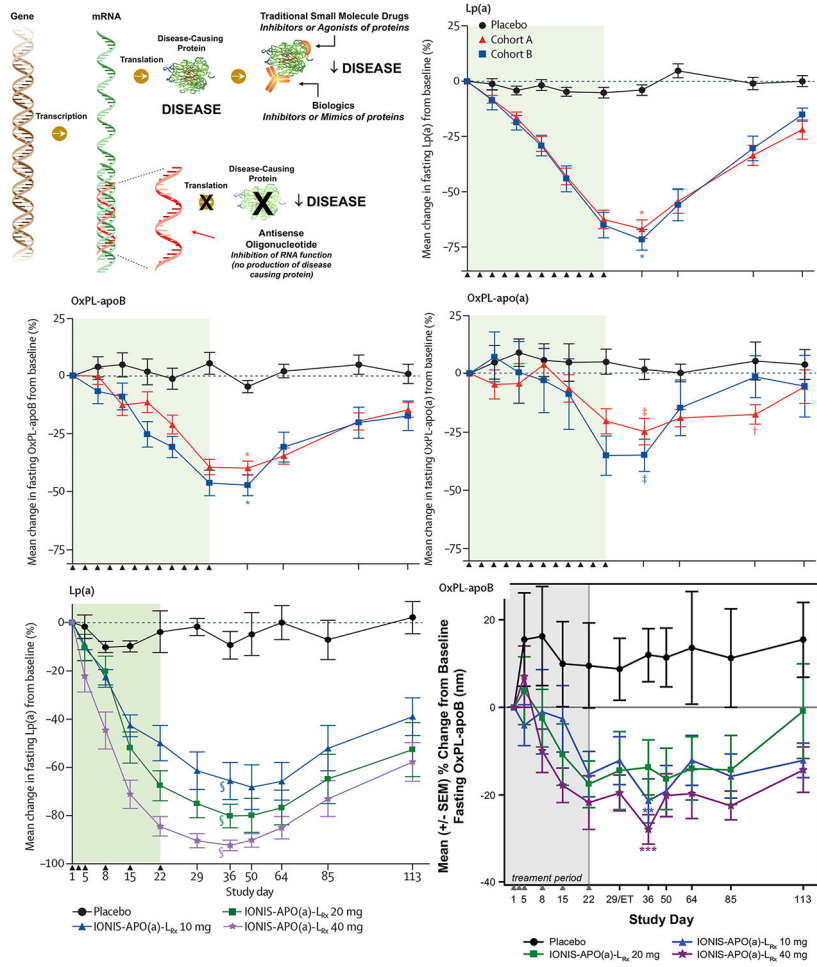 Gene
mRNA
Transcription
Translation
Disease-Causing
Protein
DISEASE
Traditional Small Molecule Drugs
Inhibitors or Agonists of proteins
↓ DISEASE
Biologics
Inhibitors or Mimics of proteins
Translation
X
Disease-Causing
Protein
X
↓ DISEASE
Antisense
Oligonucleotide
Inhibition of RNA function
(no production of disease
causing protein)
Lp(a)
Placebo
Cohort A
Cohort B
Mean change in fasting Lp(a) from baseline (%)
25
0
−25
−50
−75
*
*
OxPL-apoB
Mean change in fasting OxPL-apoB from baseline (%)
25
0
−25
−50
−75
*
*
OxPL-apo(a)
Mean change in fasting OxPL-apo(a) from baseline (%)
25
0
−25
−50
−75
‡
‡
†
Lp(a)
Mean change in fasting Lp(a) from baseline (%)
20
0
−20
−40
−60
−80
−100
§
§
§
1 5 8 15 22 29 36 43 50 64 85 113
Study day
Placebo
IONIS-APO(a)-LRx 10 mg
IONIS-APO(a)-LRx 20 mg
IONIS-APO(a)-LRx 40 mg
OxPL-apoB
Mean (+/- SEM) % Change from Baseline
Fasting OxPL-apoB (nm)
20
0
-20
-40
**
***
treament period
1 5 8 15 22 29/ET 36 50 64 85 113
Study Day
Placebo
IONIS-APO(a)-LRx 20 mg
IONIS-APO(a)-LRx 10 mg
IONIS-APO(a)-LRx 40 mg